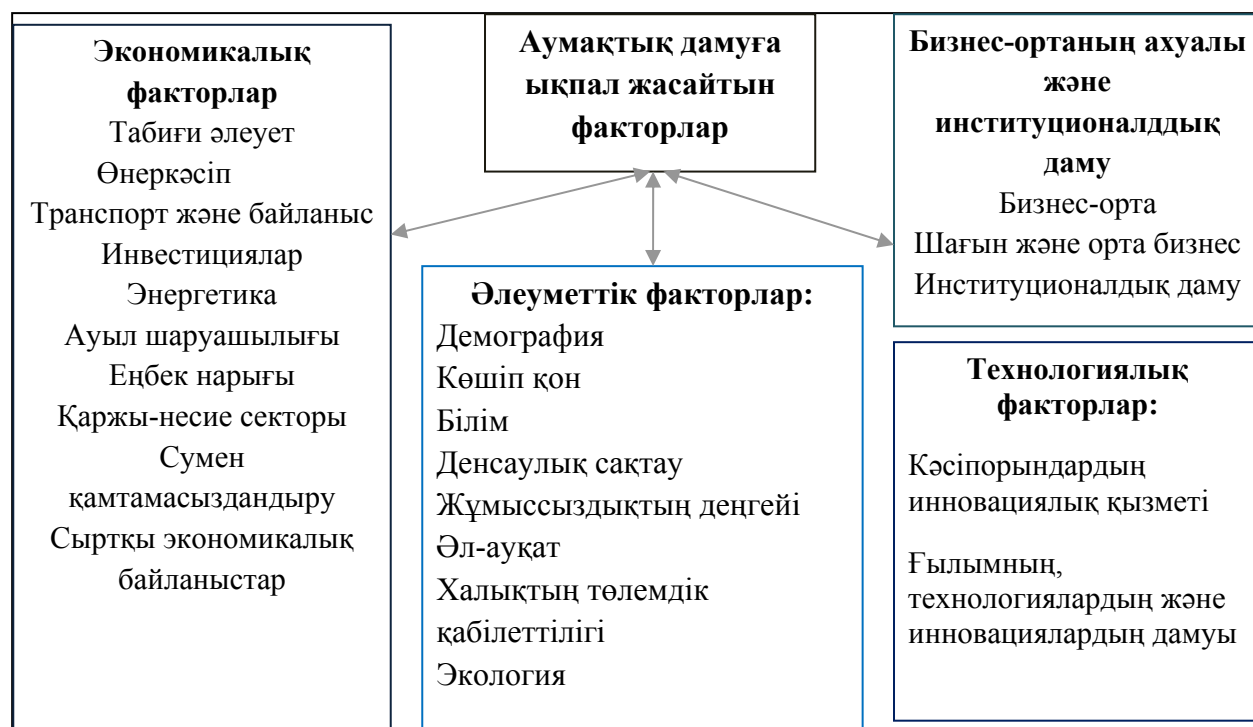 Экономикалық
факторлар
Табиғи әлеует
Өнеркәсіп
Транспорт және байланыс
Инвестициялар
Энергетика
Ауыл шаруашылығы
Еңбек нарығы
Қаржы-несие секторы
Сумен
қамтамасыздандыру
Сыртқы экономикалық
байланыстар
Аумақтық дамуға
ықпал жасайтын
факторлар
Әлеуметтік факторлар:
Демография
Көшіп қон
Білім
Денсаулық сақтау
Жұмыссыздықтың деңгейі
Әл-ауқат
Халықтың төлемдік
қабілеттілігі
Экология
Бизнес-ортаның ахуалы
және
институционалддық
даму
Бизнес-орта
Шағын және орта бизнес
Институционалдық даму
Технологиялық
факторлар:
Кәсіпорындардың
инновациялық қызметі
Ғылымның,
технологиялардың және
инновациялардың дамуы